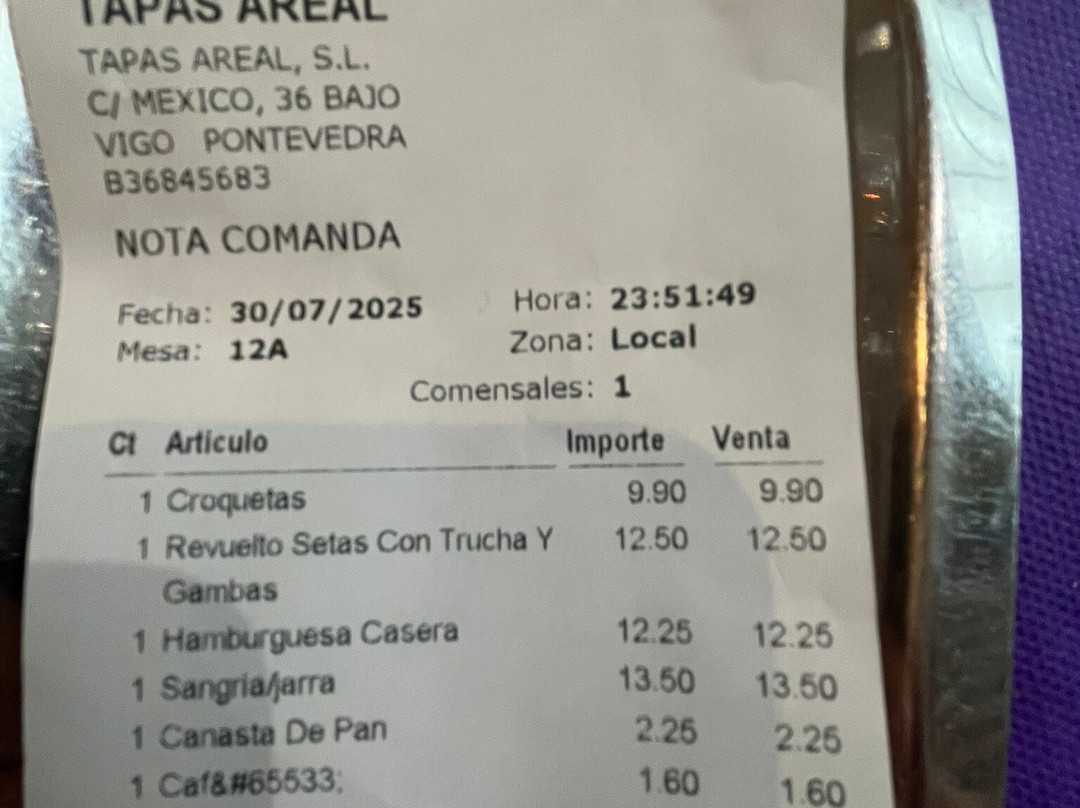 TAPAS AREAL
TAPAS AREAL, S.L.
C/ MEXICO, 36 BAJO
VIGO PONTEVEDRA
B36845683
NOTA COMANDA
Fecha: 30/07/2025 Hora: 23:51:49
Mesa: 12A Zona: Local
Comensales: 1
Ct Artículo Importe Venta
1 Croquetas 9.90 9.90
1 Revuelto Setas Con Trucha Y 12.50 12.50
Gambas
1 Hamburguesa Casera 12.25 12.25
1 Sangria/jarra 13.50 13.50
1 Canasta De Pan 2.25 2.25
1 Caf&#65533; 1.60 1.60